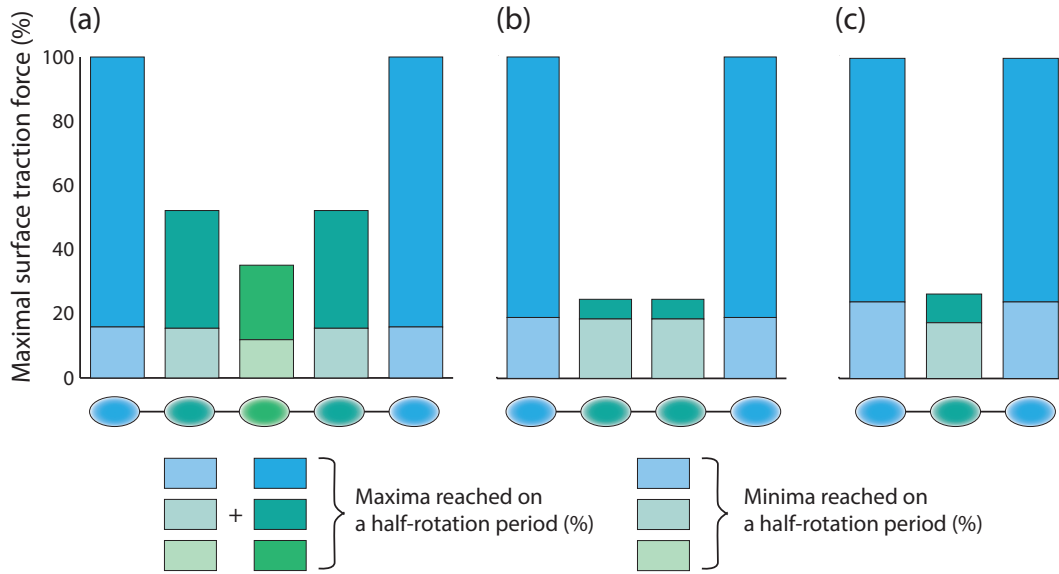 (a)
(b)
(c)
Maximal surface traction force (%)
100
80
60
40
20
0
+
Maxima reached on
a half-rotation period (%)
Minima reached on
a half-rotation period (%)